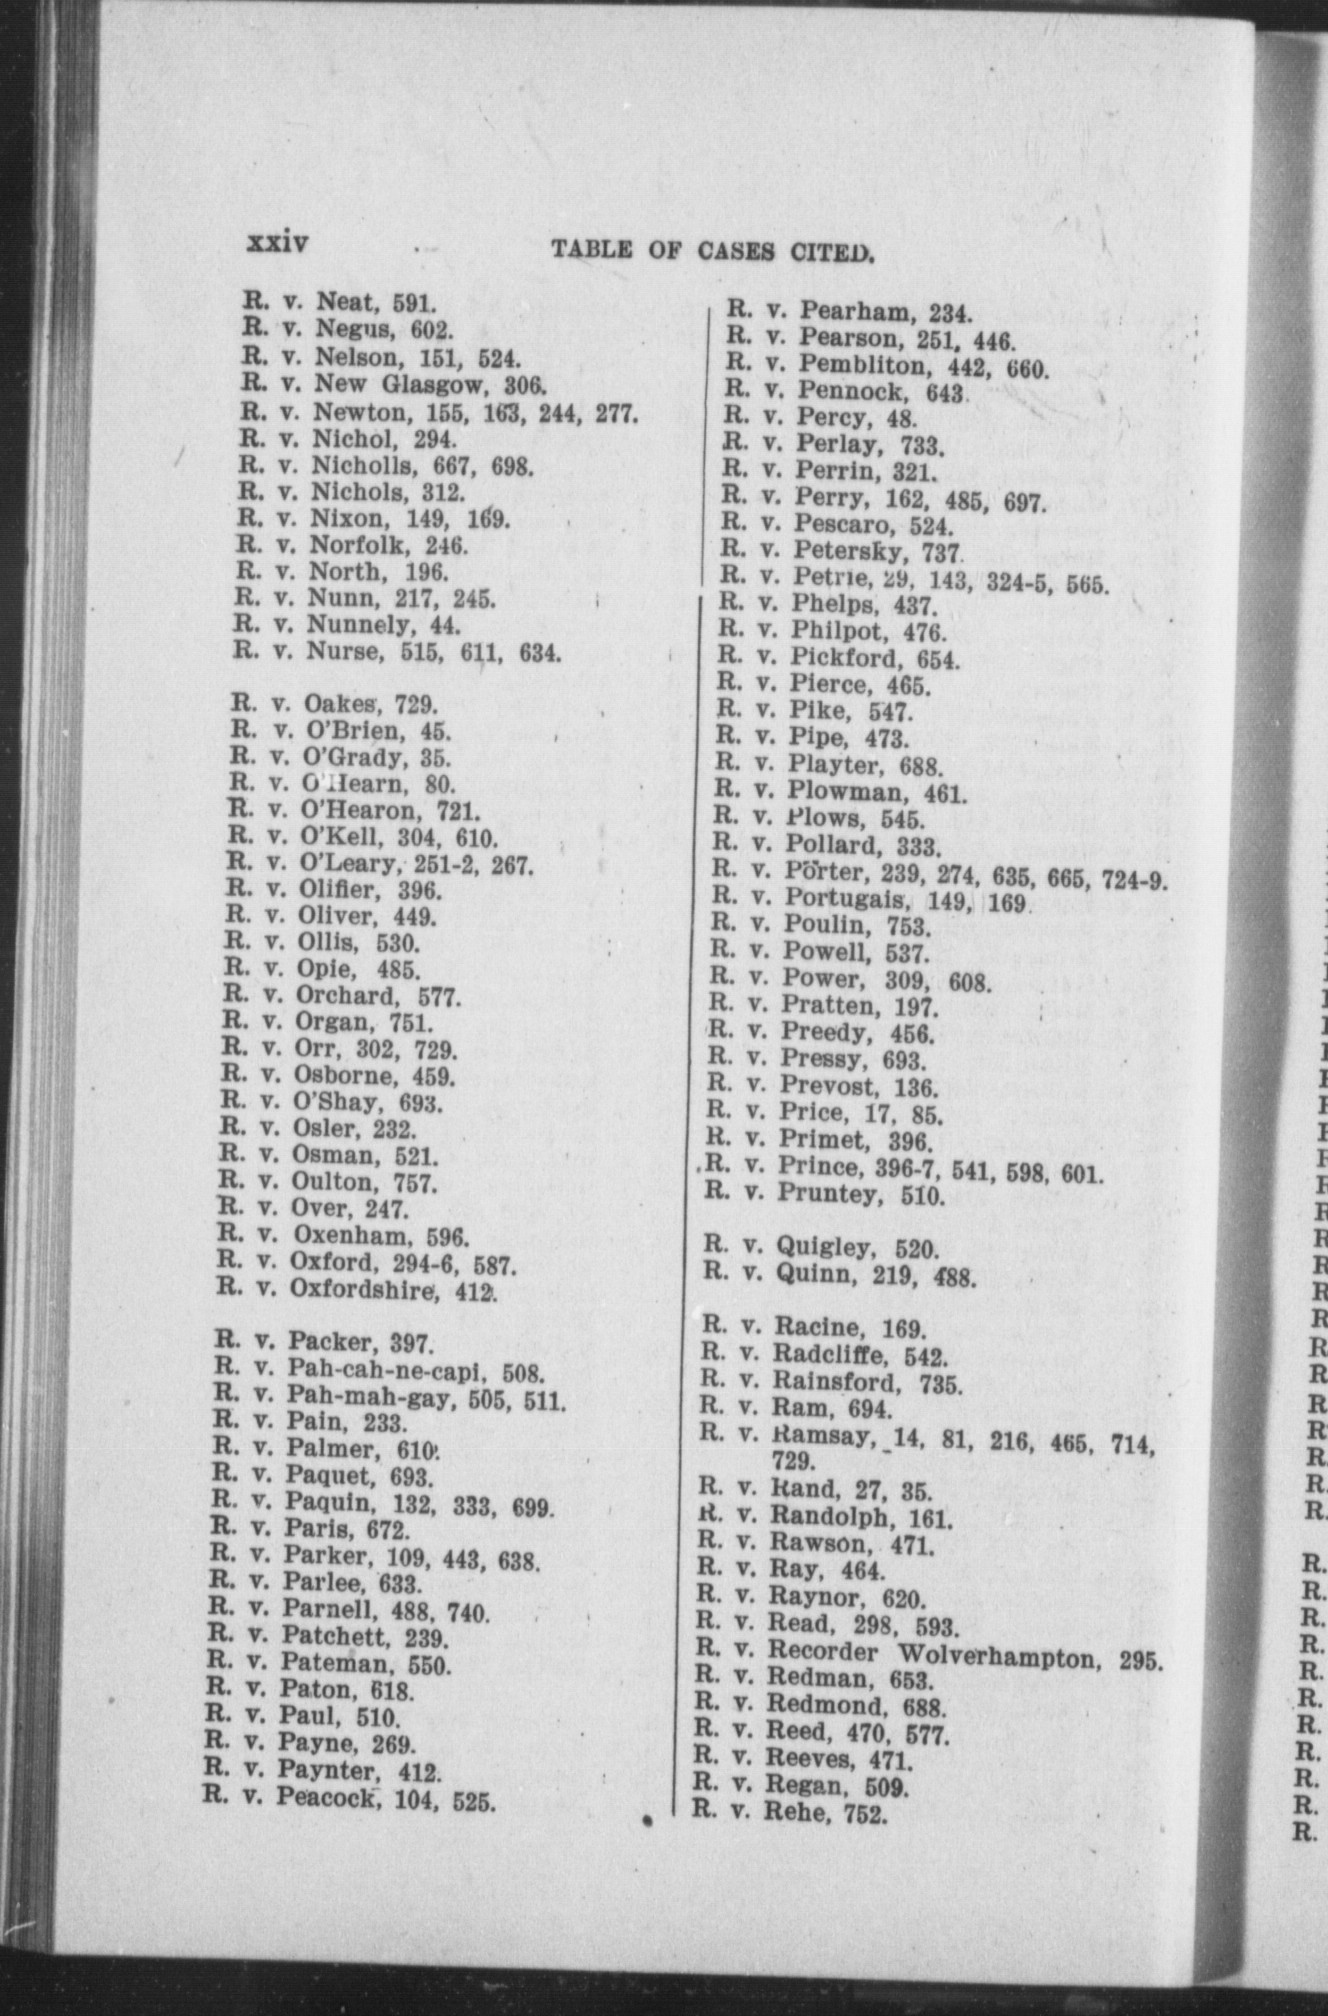 xxiv
TABLE OF CASES CITED.
R. v. Neat, 591.
R. v. Negus, 602.
R. v. Nelson, 151, 524.
R. v. New Glasgow, 306.
R. v. Newton, 155, 163, 244, 277.
R. v. Nichol, 294.
R. v. Nicholls, 667, 698.
R. v. Nichols, 312.
R. v. Nixon, 149, 169.
R. v. Norfolk, 246.
R. v. North, 196.
R. v. Nunn, 217, 245.
R. v. Nunnely, 44.
R. v. Nurse, 515, 611, 634.
R. v. Oakes, 729.
R. v. O'Brien, 45.
R. v. O'Grady, 35.
R. v. O'Hearn, 80.
R. v. O'Hearon, 721.
R. v. O'Kell, 304, 610.
R. v. O'Leary, 251-2, 267.
R. v. Olifier, 396.
R. v. Oliver, 449.
R. v. Ollis, 530.
R. v. Opie, 485.
R. v. Orchard, 577.
R. v. Organ, 751.
R. v. Orr, 302, 729.
R. v. Osborne, 459.
R. v. O'Shay, 693.
R. v. Osler, 232.
R. v. Osman, 521.
R. v. Oulton, 757.
R. v. Over, 247.
R. v. Oxenham, 596.
R. v. Oxford, 294-6, 587.
R. v. Oxfordshire, 412.
R. v. Packer, 397.
R. v. Pah-cah-ne-capi, 508.
R. v. Pah-mah-gay, 505, 511.
R. v. Pain, 233.
R. v. Palmer, 610.
R. v. Paquet, 693.
R. v. Paquin, 132, 333, 699.
R. v. Paris, 672.
R. v. Parker, 109, 443, 638.
R. v. Parlee, 633.
R. v. Parnell, 488, 740.
R. v. Patchett, 239.
R. v. Pateman, 550.
R. v. Paton, 618.
R. v. Paul, 510.
R. v. Payne, 269.
R. v. Paynter, 412.
R. v. Peacock, 104, 525.
R. v. Pearham, 234.
R. v. Pearson, 251, 446.
R. v. Pembliton, 442, 660.
R. v. Pennock, 643.
R. v. Percy, 48.
R. v. Perlay, 733.
R. v. Perrin, 321.
R. v. Perry, 162, 485, 697.
R. v. Pescaro, 524.
R. v. Petersky, 737.
R. v. Petrie, 29, 143, 324-5, 565.
R. v. Phelps, 437.
R. v. Philpot, 476.
R. v. Pickford, 654.
R. v. Pierce, 465.
R. v. Pike, 547.
R. v. Pipe, 473.
R. v. Playter, 688.
R. v. Plowman, 461.
R. v. Plows, 545.
R. v. Pollard, 333.
R. v. Porter, 239, 274, 635, 665, 724-9.
R. v. Portugais, 149, 169.
R. v. Poulin, 753.
R. v. Powell, 537.
R. v. Power, 309, 608.
R. v. Pratten, 197.
R. v. Preedy, 456.
R. v. Pressy, 693.
R. v. Prevost, 136.
R. v. Price, 17, 85.
R. v. Primet, 396.
R. v. Prince, 396-7, 541, 598, 601.
R. v. Pruntey, 510.
R. v. Quigley, 520.
R. v. Quinn, 219, 488.
R. v. Racine, 169.
R. v. Radcliffe, 542.
R. v. Rainsford, 735.
R. v. Ram, 694.
R. v. Ramsay, 14, 81, 216, 465, 714,
729.
R. v. Rand, 27, 35.
R. v. Randolph, 161.
R. v. Rawson, 471.
R. v. Ray, 464.
R. v. Raynor, 620.
R. v. Read, 298, 593.
R. v. Recorder Wolverhampton, 295.
R. v. Redman, 653.
R. v. Redmond, 688.
R. v. Reed, 470, 577.
R. v. Reeves, 471.
R. v. Regan, 509.
R. v. Rehe, 752.